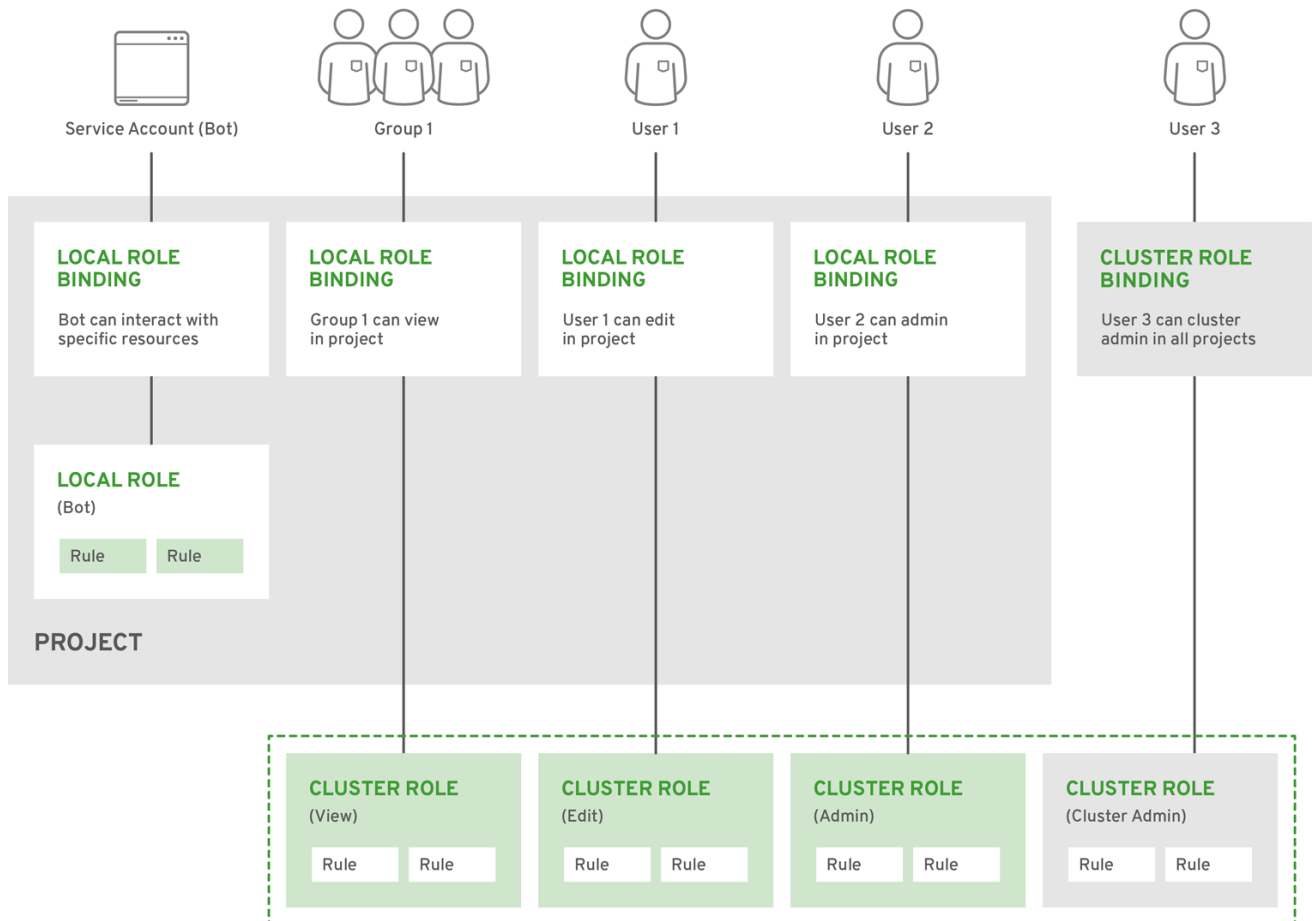 Service Account (Bot)
Group 1
User 1
User 2
User 3
LOCAL ROLE
BINDING
Bot can interact with
specific resources
LOCAL ROLE
BINDING
Group 1 can view
in project
LOCAL ROLE
BINDING
User 1 can edit
in project
LOCAL ROLE
BINDING
User 2 can admin
in project
CLUSTER ROLE
BINDING
User 3 can cluster
admin in all projects
LOCAL ROLE
(Bot)
Rule
Rule
PROJECT
CLUSTER ROLE
(View)
Rule
Rule
CLUSTER ROLE
(Edit)
Rule
Rule
CLUSTER ROLE
(Admin)
Rule
Rule
CLUSTER ROLE
(Cluster Admin)
Rule
Rule